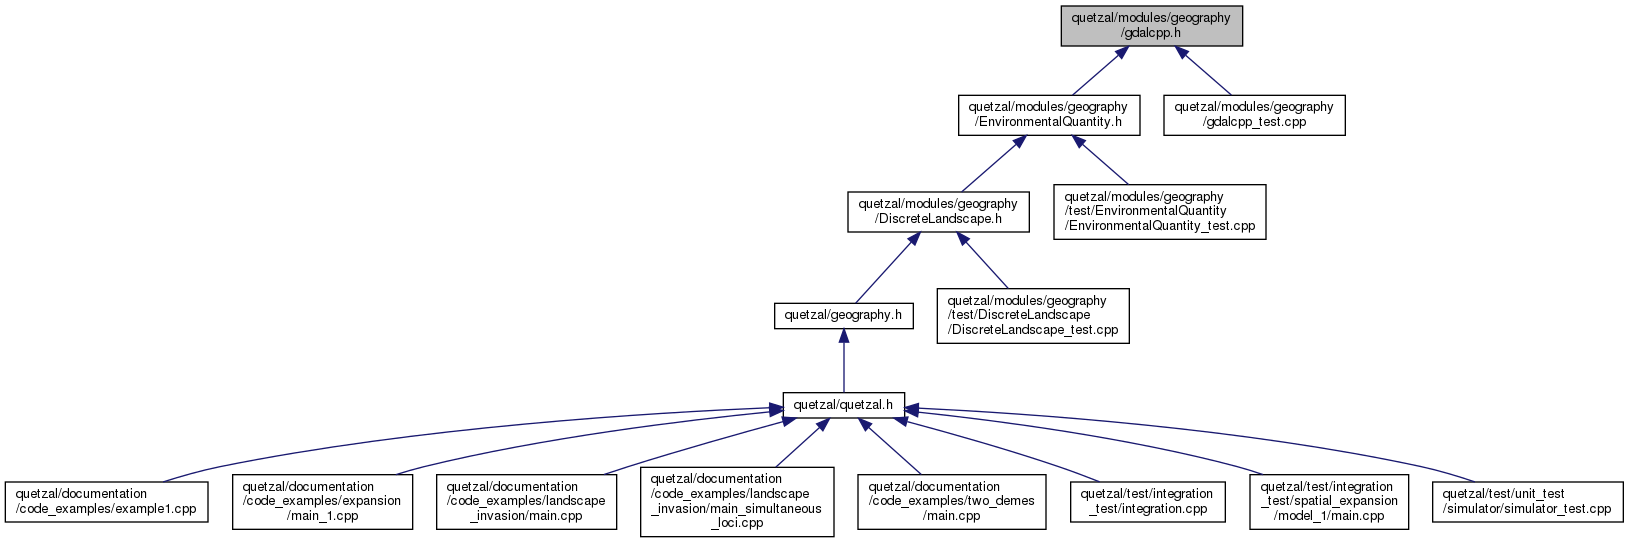 quetzal/modules/geography
/gdalcpp.h
quetzal/modules/geography
/EnvironmentalQuantity.h
quetzal/modules/geography
/gdalcpp_test.cpp
quetzal/modules/geography
/DiscreteLandscape.h
quetzal/modules/geography
/test/EnvironmentalQuantity
/EnvironmentalQuantity_test.cpp
quetzal/geography.h
quetzal/modules/geography
/test/DiscreteLandscape
/DiscreteLandscape_test.cpp
quetzal/quetzal.h
quetzal/documentation
/code_examples/example1.cpp
quetzal/documentation
/code_examples/expansion
/main_1.cpp
quetzal/documentation
/code_examples/landscape
_invasion/main.cpp
quetzal/documentation
/code_examples/landscape
_invasion/main_simultaneous
_loci.cpp
quetzal/documentation
/code_examples/two_demes
/main.cpp
quetzal/test/integration
_test/integration.cpp
quetzal/test/integration
_test/spatial_expansion
/model_1/main.cpp
quetzal/test/unit_test
/simulator/simulator_test.cpp